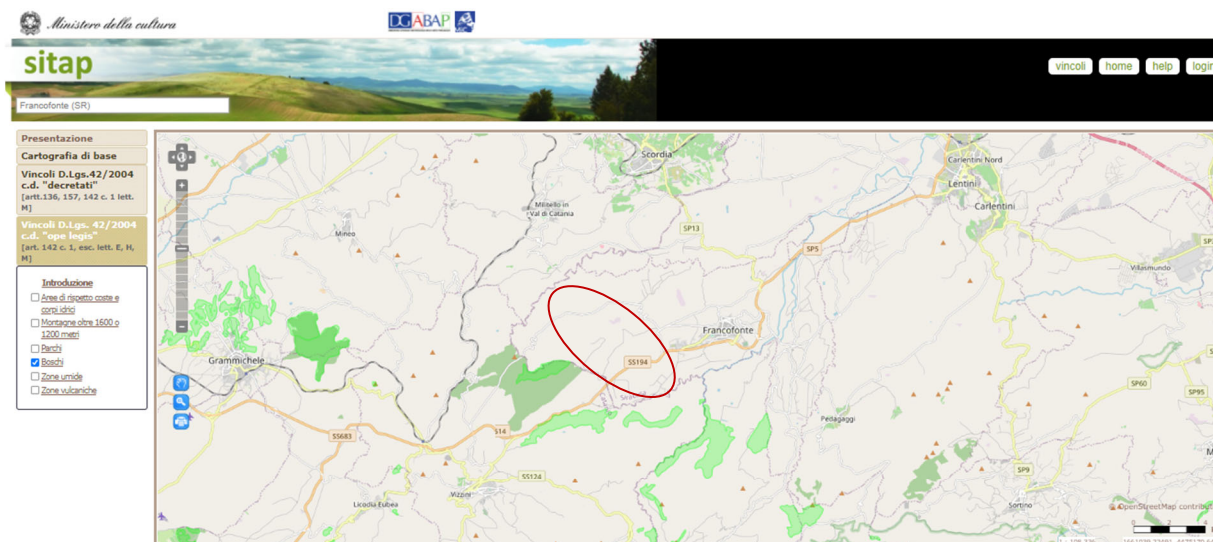 Ministero della cultura
DGABAP
sitap
vincoli home help login
Francofonte (SR)
Presentazione
Cartografia di base
Vincoli D.Lgs.42/2004
c.d. "decretati"
[artt.136, 157, 142 c. 1 lett.
M]
Vincoli D.Lgs. 42/2004
c.d. "ope legis"
[art. 142 c. 1, esc. lett. E, H,
M]
Introduzione
Aree di rispetto coste e
corpi idrici
Montagne oltre 1600 o
1200 metri
Parchi
Boschi
Zone umide
Zone vulcaniche
Scordia
Carlentini Nord
Lentini
Carlentini
Militello in
Val di Catania
Mineo
SP13
SP5
Villasmundo
Francofonte
SS194
Grammichele
SP60
SP95
Pedagaggi
S14
SS683
SS124
SP9
Vizzini
Licodia Eubea
Sortino
© OpenStreetMap contribut